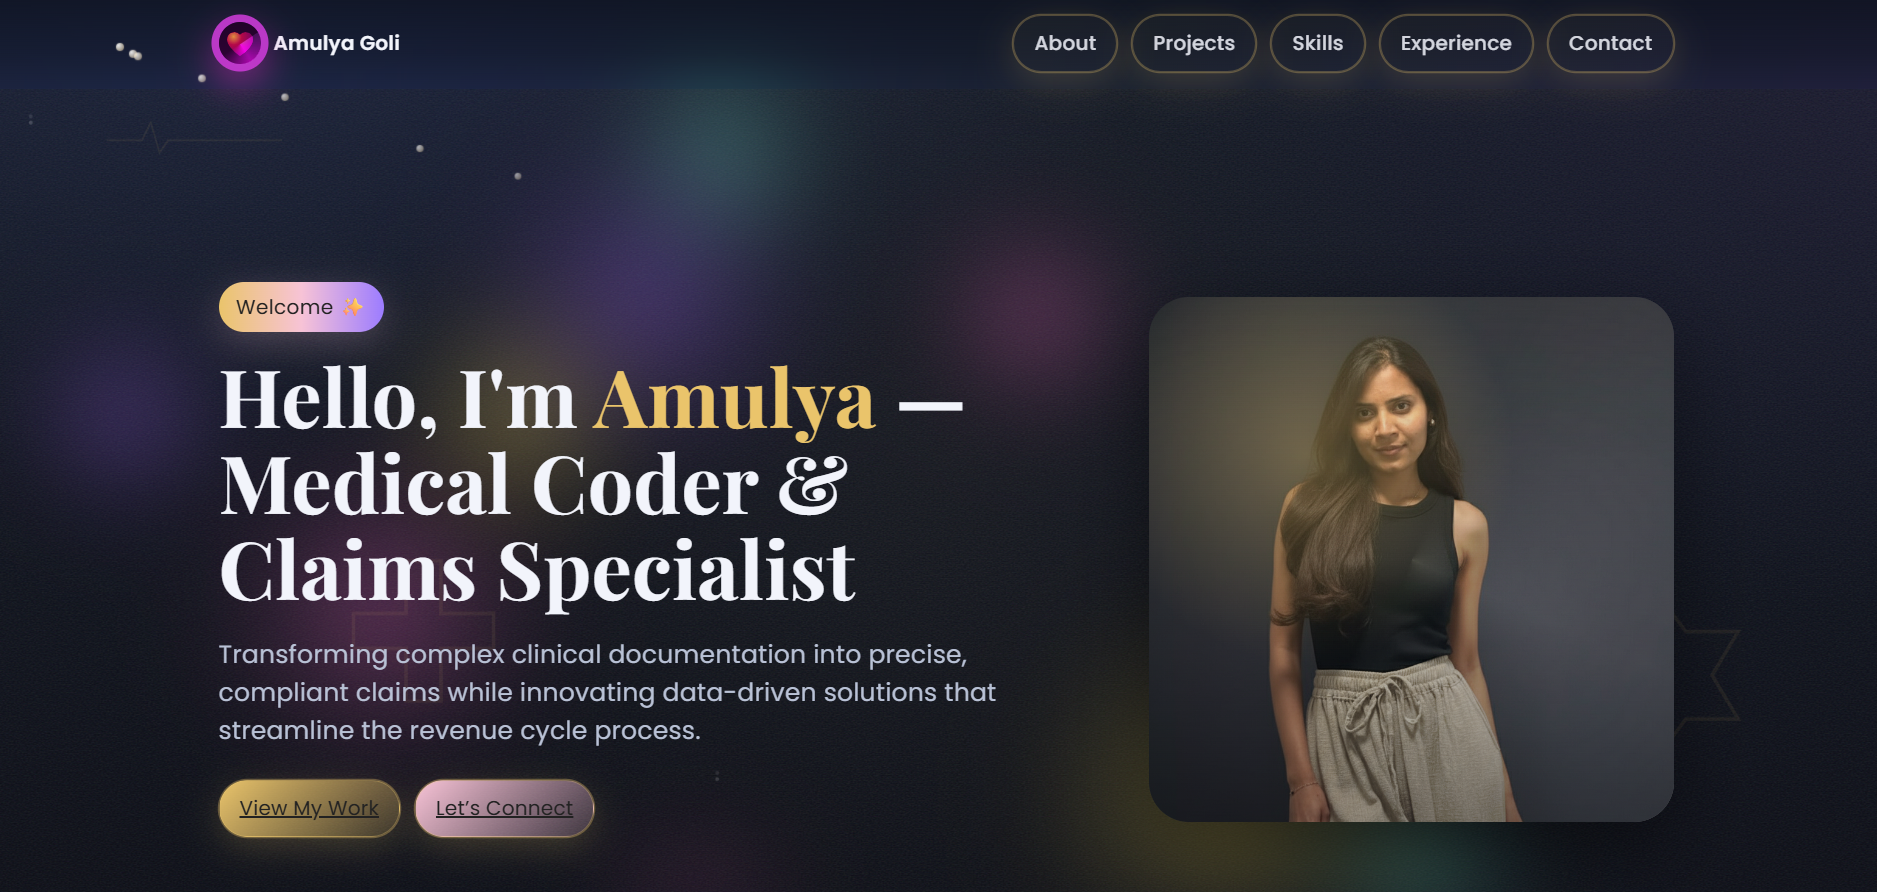 Amulya Goli
About
Projects
Skills
Experience
Contact
Welcome ✨
Hello, I'm Amulya —
Medical Coder &
Claims Specialist
Transforming complex clinical documentation into precise,
compliant claims while innovating data-driven solutions that
streamline the revenue cycle process.
View My Work
Let’s Connect